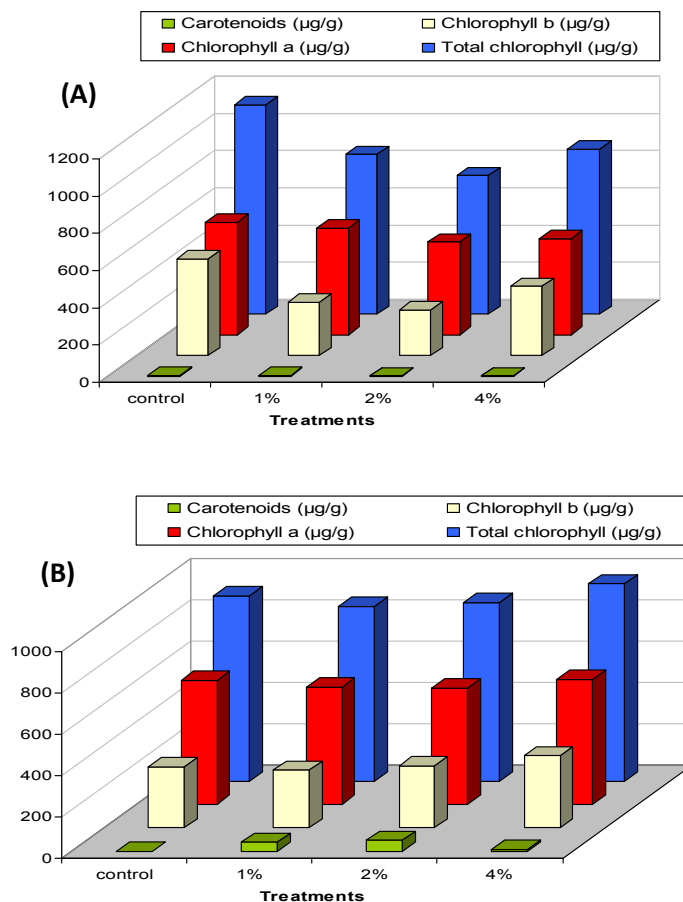 Carotenoids (µg/g) Chlorophyll b (µg/g)
Chlorophyll a (µg/g) Total chlorophyll (µg/g)
(A)
1200
1000
800
600
400
200
0
control 1% 2% 4%
Treatments
Carotenoids (µg/g) Chlorophyll b (µg/g)
Chlorophyll a (µg/g) Total chlorophyll (µg/g)
(B)
1000
800
600
400
200
0
control 1% 2% 4%
Treatments